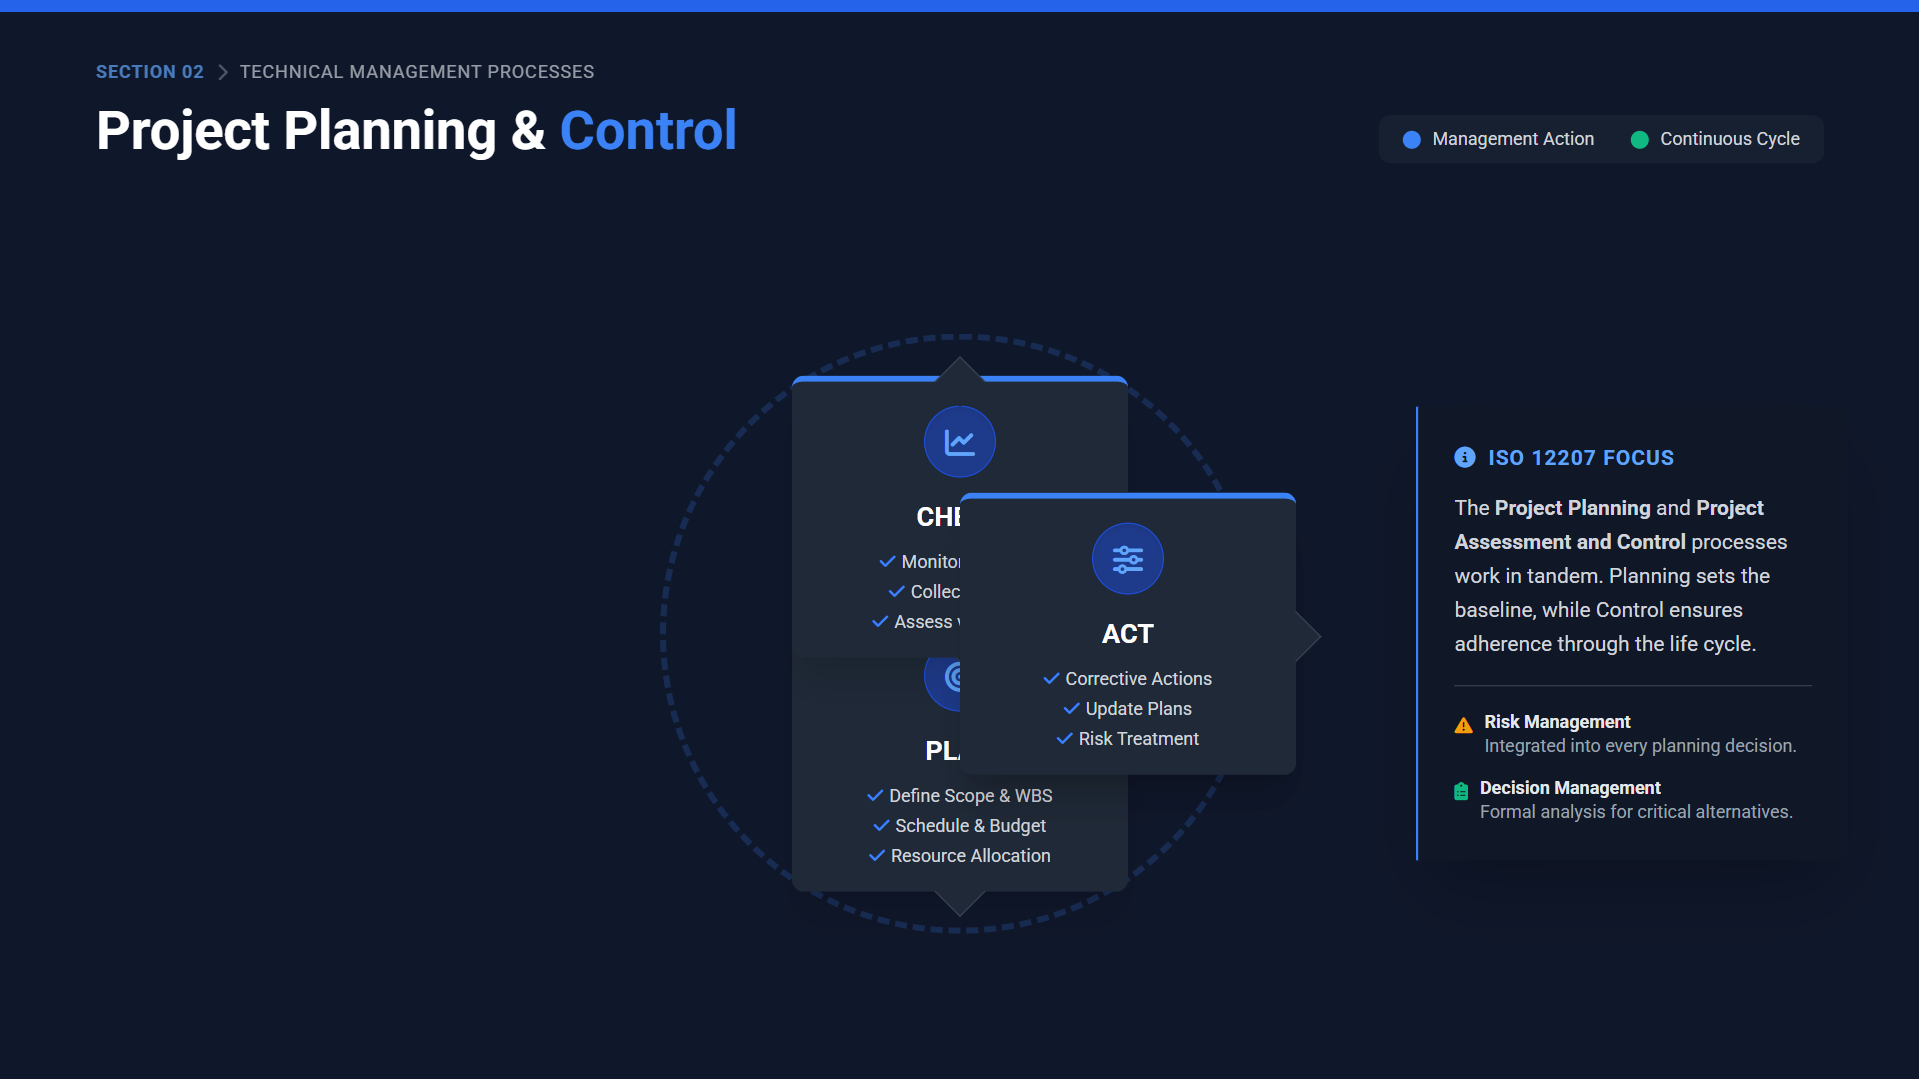 SECTION 02 > TECHNICAL MANAGEMENT PROCESSES
Project Planning & Control
Management Action
Continuous Cycle
Monitor
Collec
Assess
ACT
Corrective Actions
Update Plans
Risk Treatment
Define Scope & WBS
Schedule & Budget
Resource Allocation
ISO 12207 FOCUS
The Project Planning and Project
Assessment and Control processes
work in tandem. Planning sets the
baseline, while Control ensures
adherence through the life cycle.
Risk Management
Integrated into every planning decision.
Decision Management
Formal analysis for critical alternatives.